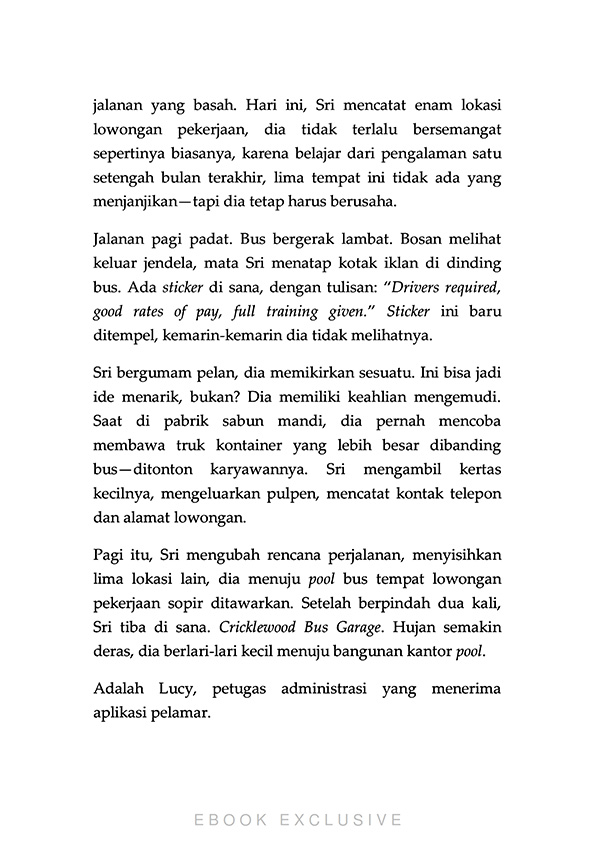 jalanan yang basah. Hari ini, Sri mencatat enam lokasi
lowongan pekerjaan, dia tidak terlalu bersemangat
sepertinya biasanya, karena belajar dari pengalaman satu
setengah bulan terakhir, lima tempat ini tidak ada yang
menjanjikan—tapi dia tetap harus berusaha.
Jalanan pagi padat. Bus bergerak lambat. Bosan melihat
keluar jendela, mata Sri menatap kotak iklan di dinding
bus. Ada sticker di sana, dengan tulisan: “Drivers required,
good rates of pay, full training given.” Sticker ini baru
ditempel, kemarin-kemarin dia tidak melihatnya.
Sri bergumam pelan, dia memikirkan sesuatu. Ini bisa jadi
ide menarik, bukan? Dia memiliki keahlian mengemudi.
Saat di pabrik sabun mandi, dia pernah mencoba
membawa truk kontainer yang lebih besar dibanding
bus—ditonton karyawannya. Sri mengambil kertas
kecilnya, mengeluarkan pulpen, mencatat kontak telepon
dan alamat lowongan.
Pagi itu, Sri mengubah rencana perjalanan, menyisihkan
lima lokasi lain, dia menuju pool bus tempat lowongan
pekerjaan sopir ditawarkan. Setelah berpindah dua kali,
Sri tiba di sana. Cricklewood Bus Garage. Hujan semakin
deras, dia berlari-lari kecil menuju bangunan kantor pool.
Adalah Lucy, petugas administrasi yang menerima
aplikasi pelamar.
EBOOK EXCLUSIVE